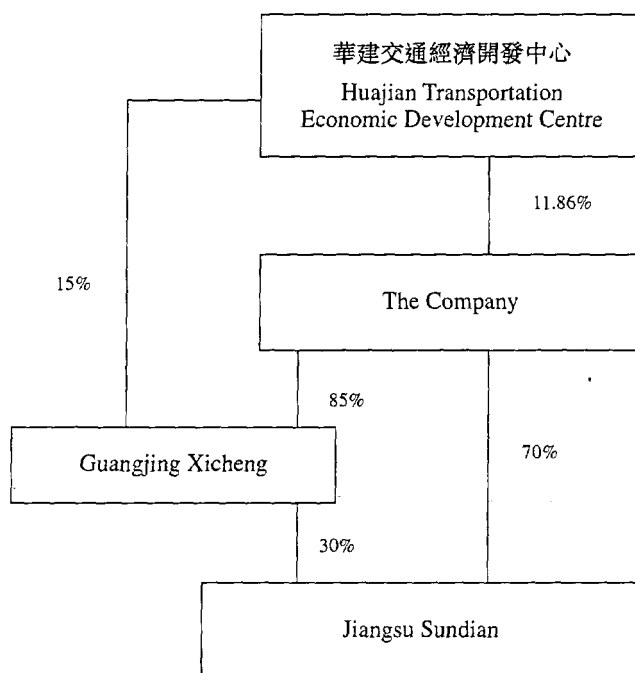 華建交通經濟開發中心
Huajian Transportation
Economic Development Centre
11.86%
15%
The Company
85%
70%
Guangjing Xicheng
30%
Jiangsu Sundian